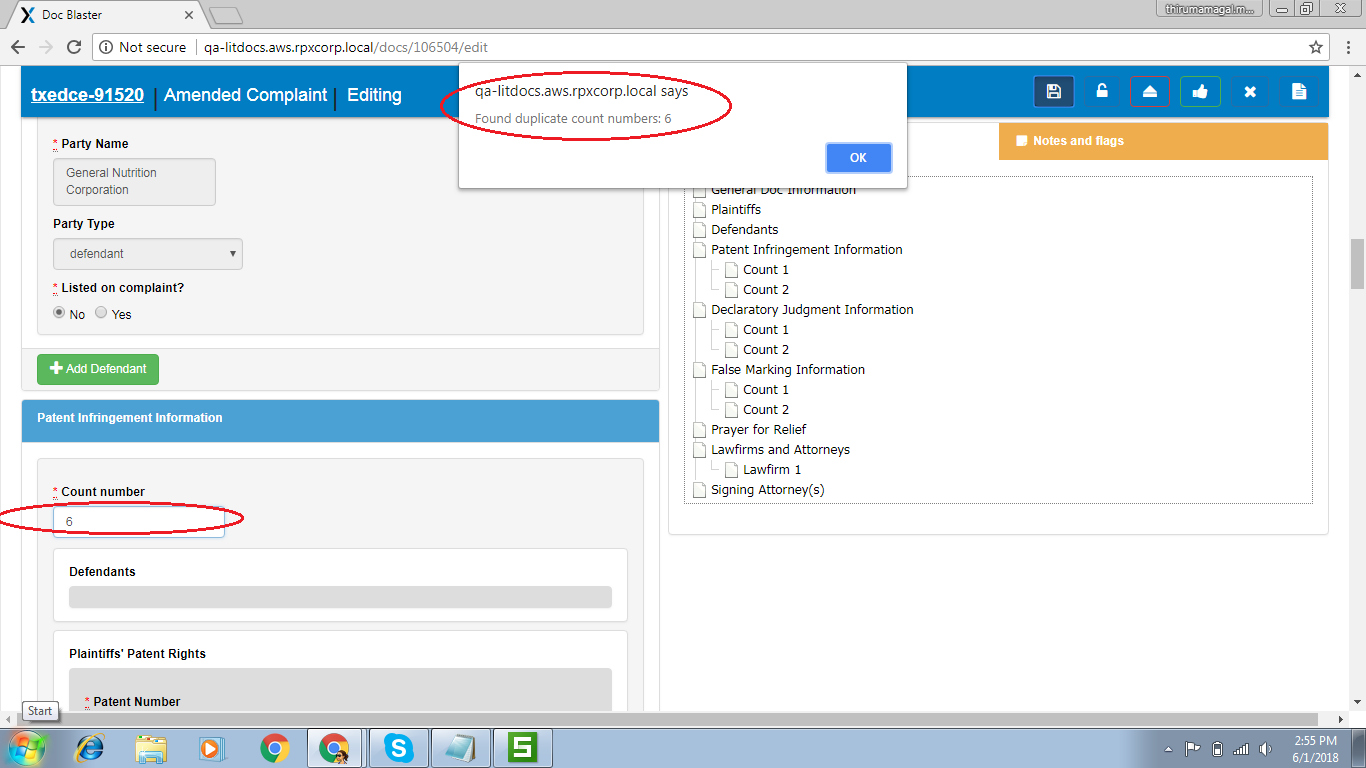 Doc Blaster
thirumamagal.m...
Not secure
qa-litdocs.aws.rpxcorp.local/docs/106504/edit
txedce-91520 | Amended Complaint | Editing
qa-litdocs.aws.rpxcorp.local says
Found duplicate count numbers: 6
OK
* Party Name
General Nutrition
Corporation
Party Type
defendant
* Listed on complaint?
No Yes
Add Defendant
Patent Infringement Information
* Count number
6
Defendants
Plaintiffs' Patent Rights
* Patent Number
Notes and flags
General Doc Information
Plaintiffs
Defendants
Patent Infringement Information
Count 1
Count 2
Declaratory Judgment Information
Count 1
Count 2
False Marking Information
Count 1
Count 2
Prayer for Relief
Lawfirms and Attorneys
Lawfirm 1
Signing Attorney(s)
Start
2:55 PM
6/1/2018